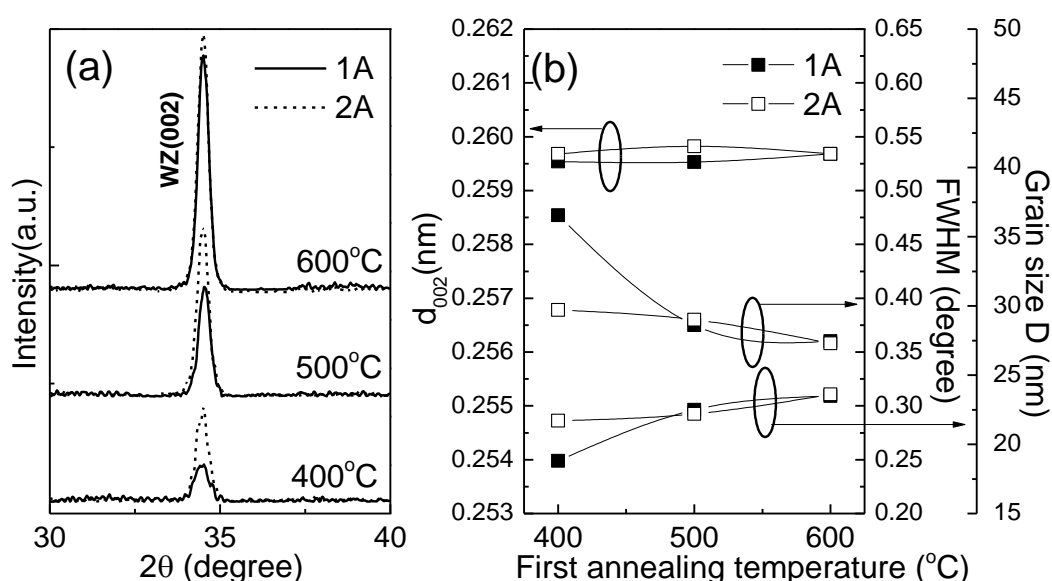 (a)
1A
2A
WZ(002)
600°C
500°C
400°C
Intensity(a.u.)
30
35
40
2θ (degree)
(b)
1A
2A
0.262
0.261
0.260
0.259
0.258
0.257
0.256
0.255
0.254
0.253
d₀₀₂(nm)
400
500
600
First annealing temperature (°C)
0.65
0.60
0.55
0.50
0.45
0.40
0.35
0.30
0.25
0.20
FWHM (degree)
50
45
40
35
30
25
20
15
Grain size D (nm)